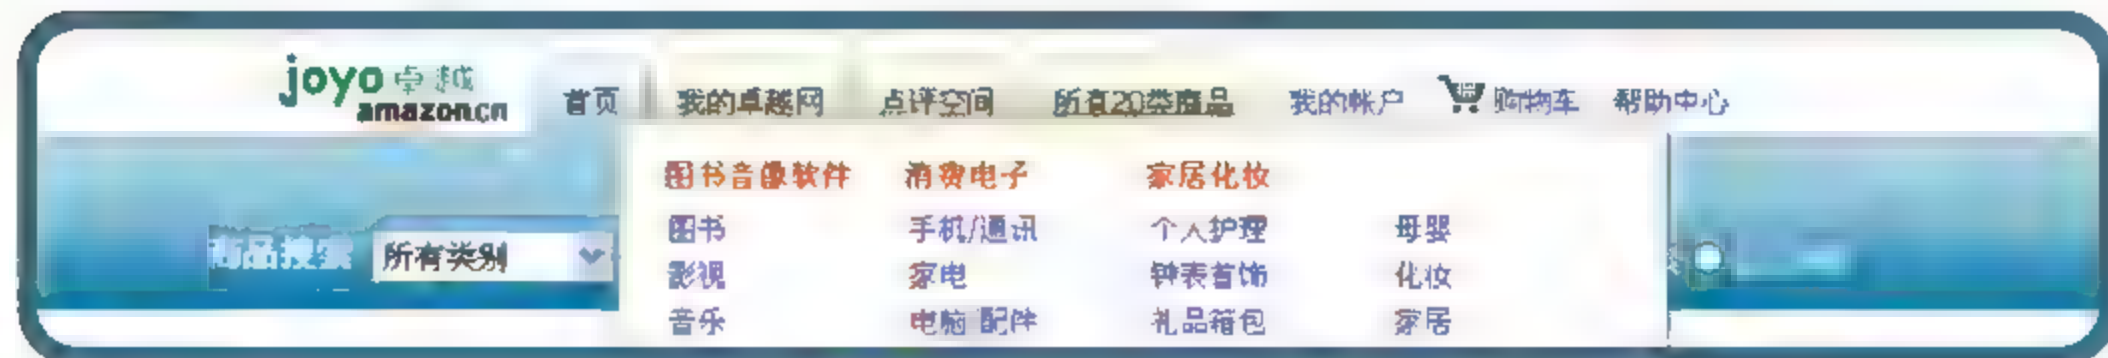 joyo 卓越
amazon.cn
首页 我的卓越网 点评空间 所有20类商品 我的帐户 购物车 帮助中心
图书音像软件 消费电子 家居化妆
图书 手机/通讯 个人护理 母婴
商品搜索 所有类别
影视 家电 钟表首饰 化妆
音乐 电脑 配件 礼品箱包 家居